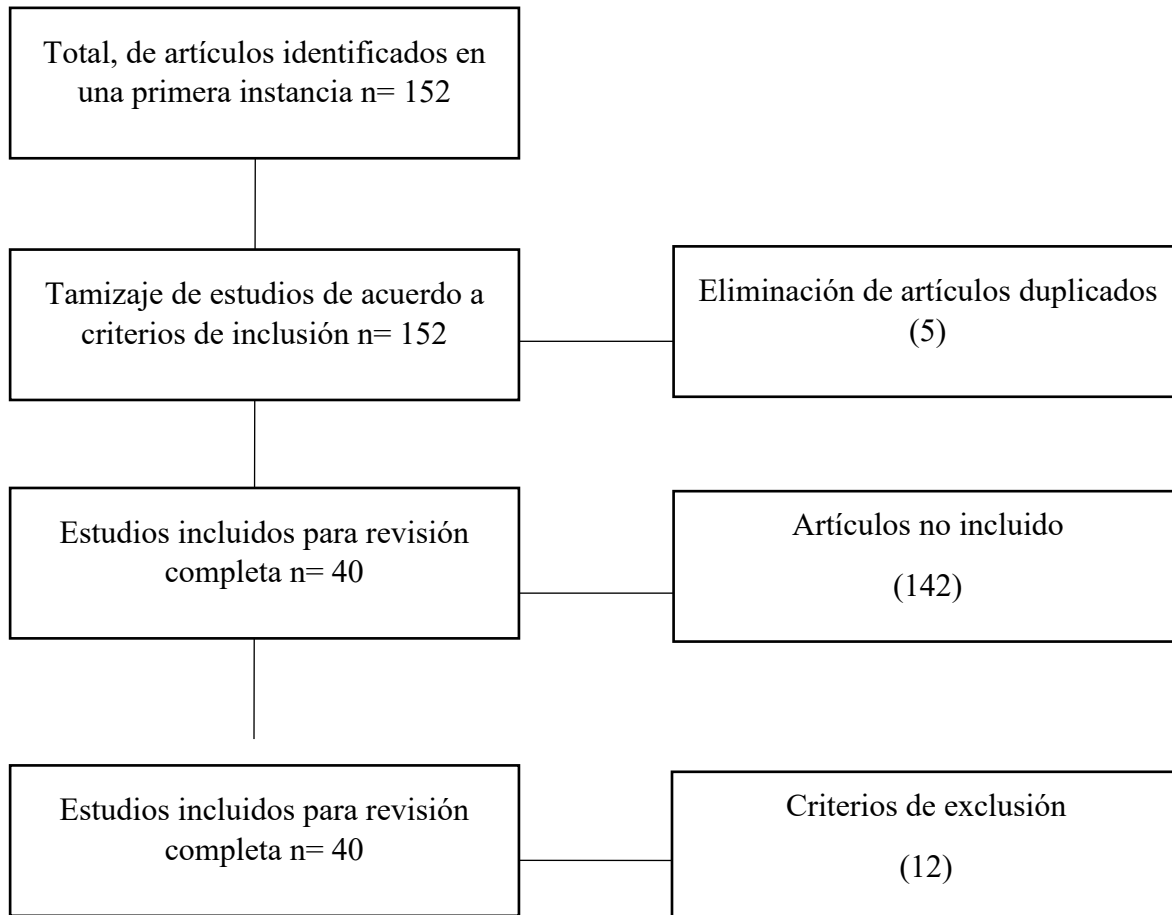 Total, de artículos identificados en
una primera instancia n= 152
Tamizaje de estudios de acuerdo a
criterios de inclusión n= 152
Eliminación de artículos duplicados
(5)
Estudios incluidos para revisión
completa n= 40
Artículos no incluido
(142)
Estudios incluidos para revisión
completa n= 40
Criterios de exclusión
(12)